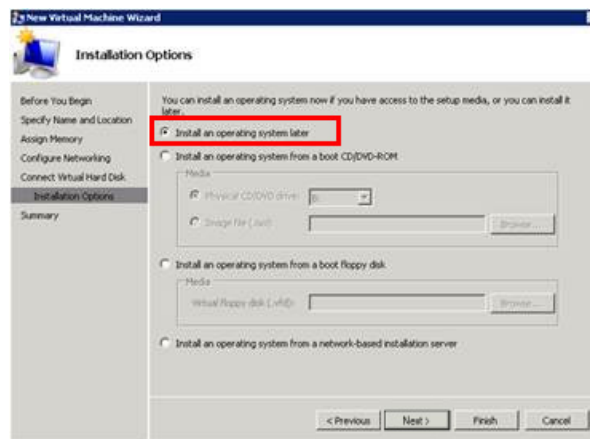 New Virtual Machine Wizard
Installation Options
Before You Begin
Specify Name and Location
Assign Memory
Configure Networking
Connect Virtual Hard Disk
Installation Options
Summary
You can install an operating system now if you have access to the setup media, or you can install it
later.
Install an operating system later
Install an operating system from a boot CD/DVD-ROM
Media
Physical CD/DVD drive:
Image file (.iso):
Browse...
Install an operating system from a boot floppy disk
Media
Virtual floppy disk (.vfd):
Browse...
Install an operating system from a network-based installation server
< Previous
Next >
Finish
Cancel